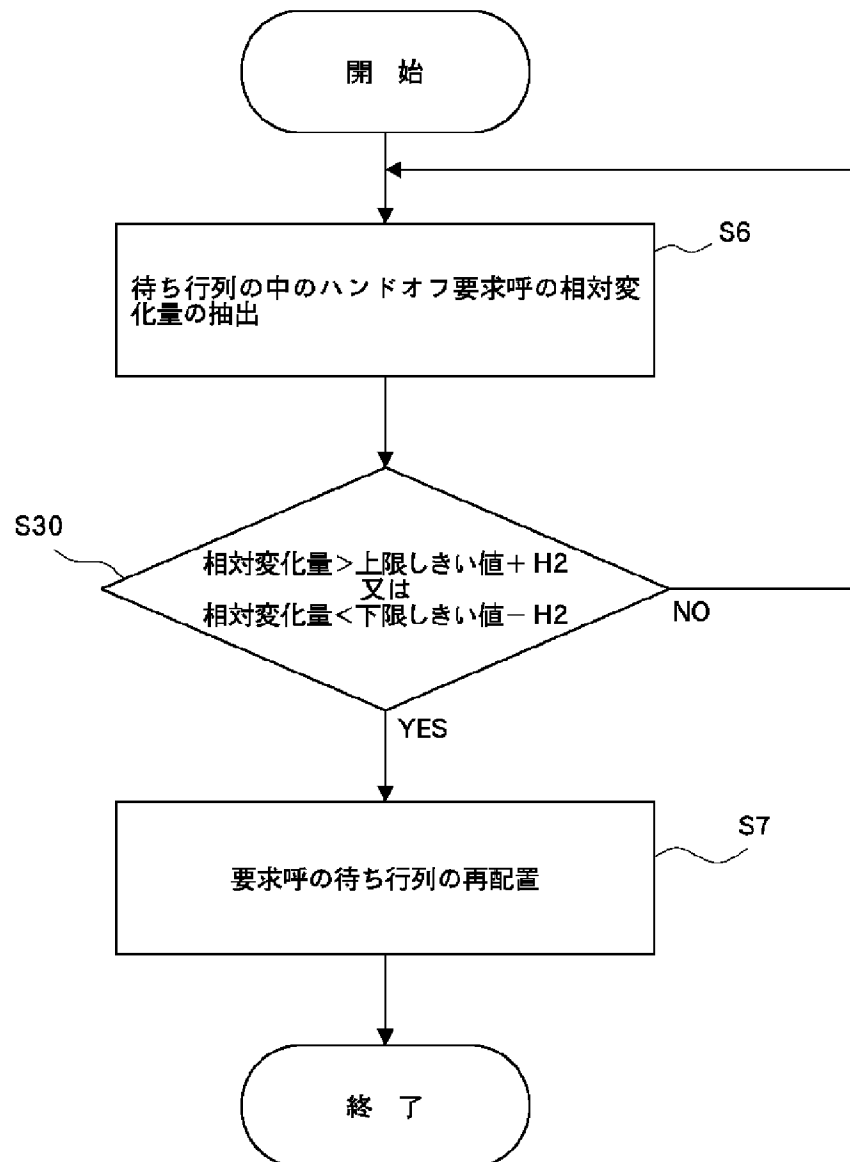 開 始
S6
待ち行列の中のハンドオフ要求呼の相対変
化量の抽出
S30
相対変化量>上限しきい値+H2
又は
相対変化量<下限しきい値-H2
NO
YES
S7
要求呼の待ち行列の再配置
終 了